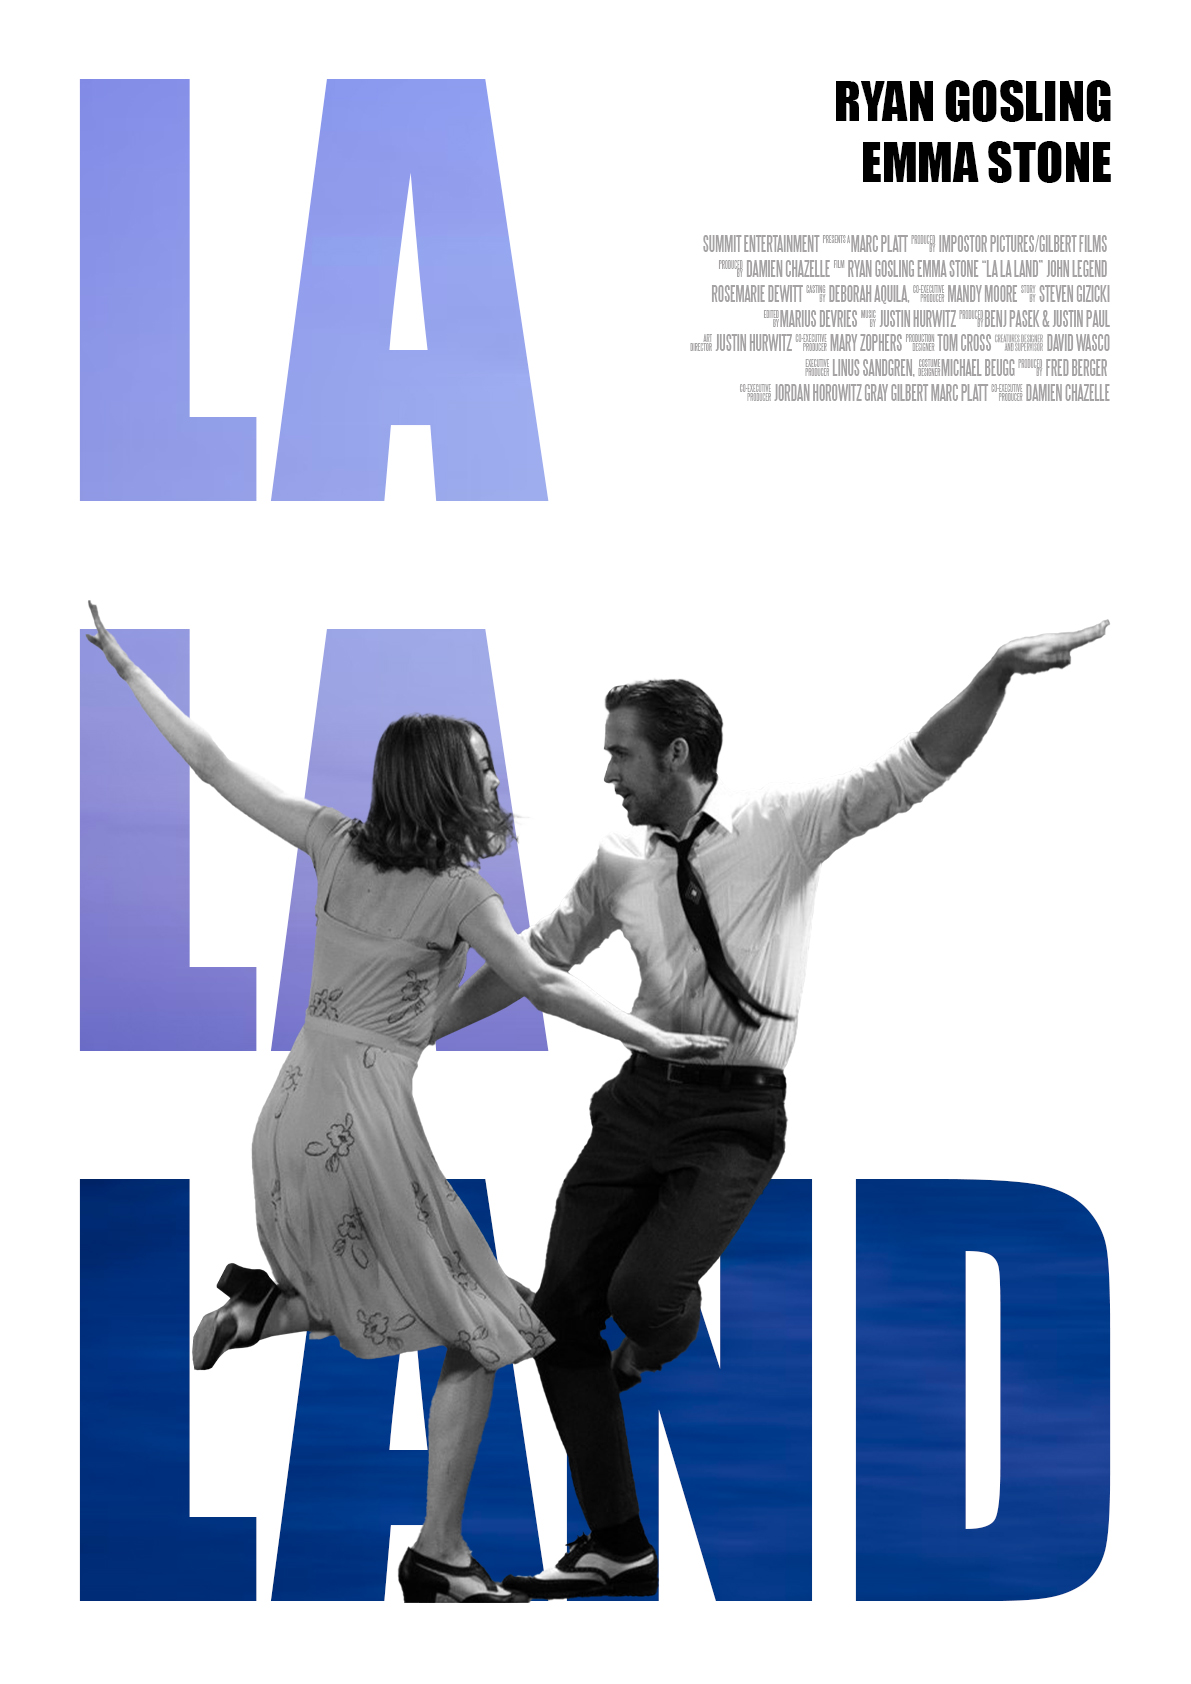 LA
RYAN GOSLING
EMMA STONE
SUMMIT ENTERTAINMENT PRESENTS A MARC PLATT PRODUCED BY IMPOSTOR PICTURES/GILBERT FILMS
PRODUCED BY DAMIEN CHAZELLE FILM RYAN GOSLING EMMA STONE "LA LA LAND" JOHN LEGEND
ROSEMARIE DEWITT CASTING BY DEBORAH AQUILA, CO-EXECUTIVE PRODUCER MANDY MOORE STORY BY STEVEN GIZICKI
EDITED BY MARIUS DEVRIES MUSIC BY JUSTIN HURWITZ PRODUCED BY BENJ PASEK & JUSTIN PAUL
ART DIRECTOR JUSTIN HURWITZ CO-EXECUTIVE PRODUCER MARY ZOPHERS PRODUCTION DESIGNER TOM CROSS CREATURES DESIGNER AND SUPERVISOR DAVID WASCO
EXECUTIVE PRODUCER LINUS SANDGREN, COSTUME DESIGNER MICHAEL BEUGG PRODUCED BY FRED BERGER
CO-EXECUTIVE PRODUCER JORDAN HOROWITZ GRAY GILBERT MARC PLATT CO-EXECUTIVE PRODUCER DAMIEN CHAZELLE
LA
LAND